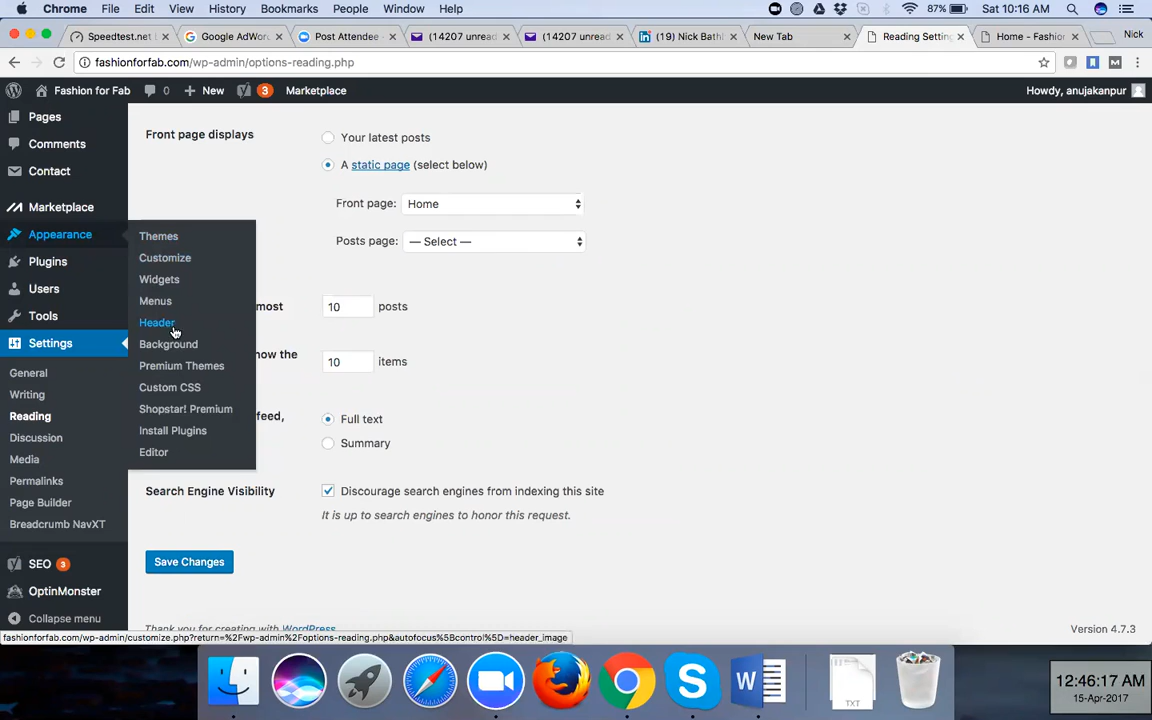 Chrome File Edit View History Bookmarks People Window Help 87% Sat 10:16 AM
Speedtest.net Google AdWor Post Attendee - (14207 unread (14207 unread (19) Nick Bath New Tab Reading Settin Home - Fashion Nick
fashionforfab.com/wp-admin/options-reading.php
Fashion for Fab 0 New 3 Marketplace Howdy, anujakanpur
Pages
Comments
Contact
Marketplace
Appearance
Plugins
Users
Tools
Settings
General
Writing
Reading
Discussion
Media
Permalinks
Page Builder
Breadcrumb NavXT
SEO 3
OptinMonster
Collapse menu
Themes
Customize
Widgets
Menus
Header
Background
Premium Themes
Custom CSS
Shopstar! Premium
Install Plugins
Editor
Front page displays
Your latest posts
A static page (select below)
Front page: Home
Posts page: — Select —
most 10 posts
how the
10 items
feed,
Full text
Summary
Search Engine Visibility
Discourage search engines from indexing this site
It is up to search engines to honor this request.
Save Changes
Thank you for creating with WordPress
Version 4.7.3
fashionforfab.com/wp-admin/customize.php?return=%2Fwp-admin%2Foptions-reading.php&autofocus%5Bcontrol%5D=header_image
W
TXT
12:46:17 AM
15-Apr-2017